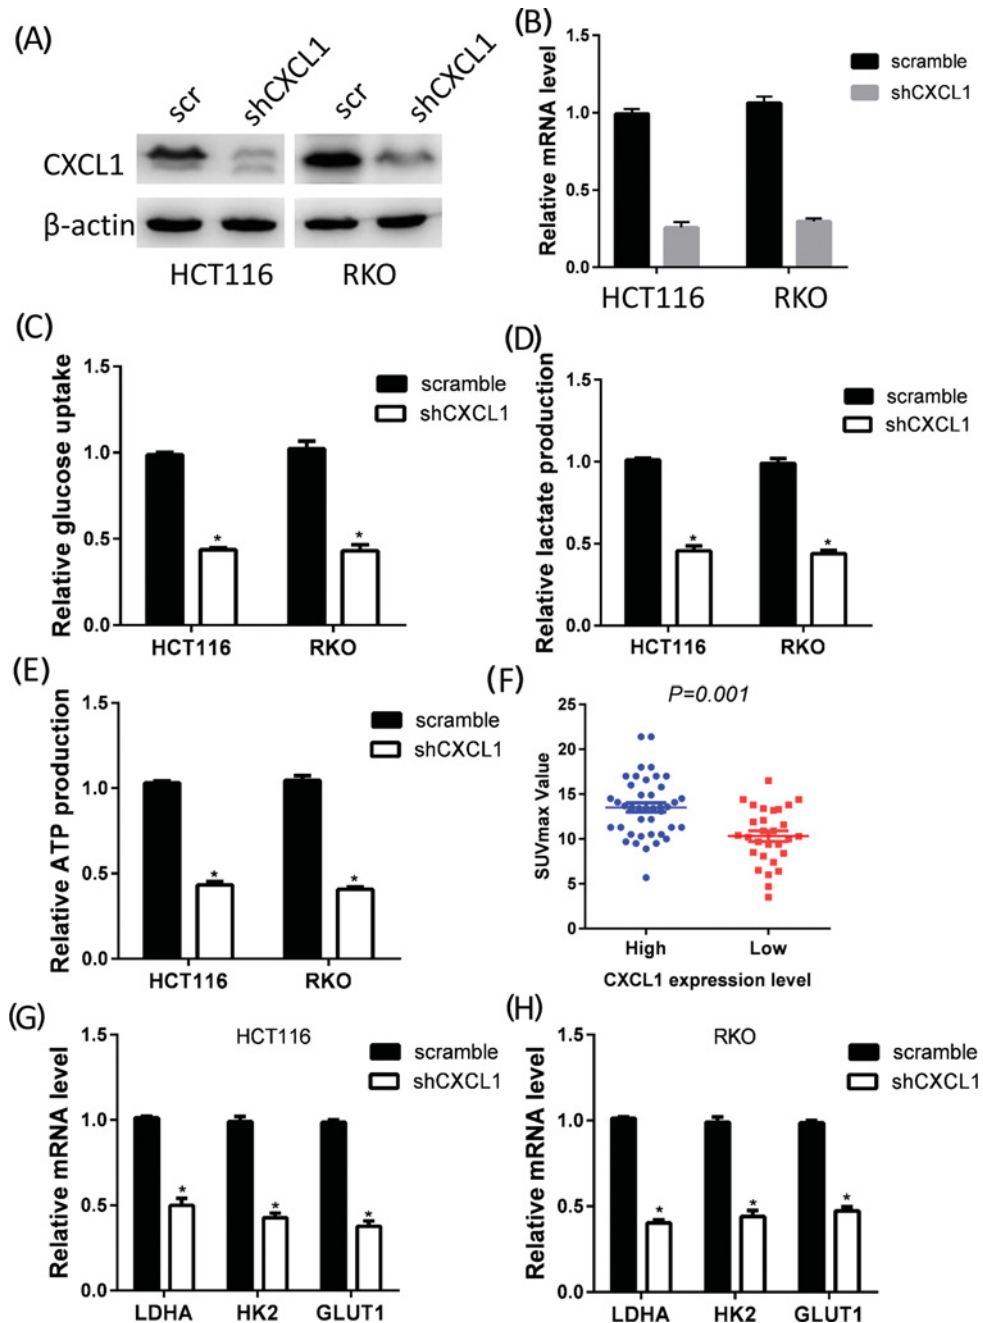 (A)
scr shCXCL1 scr shCXCL1
CXCL1
β-actin
HCT116 RKO
(B)
Relative mRNA level
1.5
1.0
0.5
0.0
HCT116 RKO
scramble
shCXCL1
(C)
Relative glucose uptake
1.5
1.0
0.5
0.0
HCT116 RKO
scramble
shCXCL1
(D)
Relative lactate production
1.5
1.0
0.5
0.0
* *
HCT116 RKO
scramble
shCXCL1
(E)
Relative ATP production
1.5
1.0
0.5
0.0
* *
HCT116 RKO
scramble
shCXCL1
(F)
P=0.001
SUVmax Value
25
20
15
10
5
0
High Low
CXCL1 expression level
(G)
HCT116
Relative mRNA level
1.5
1.0
0.5
0.0
* * *
LDHA HK2 GLUT1
scramble
shCXCL1
(H)
RKO
Relative mRNA level
1.5
1.0
0.5
0.0
* * *
LDHA HK2 GLUT1
scramble
shCXCL1